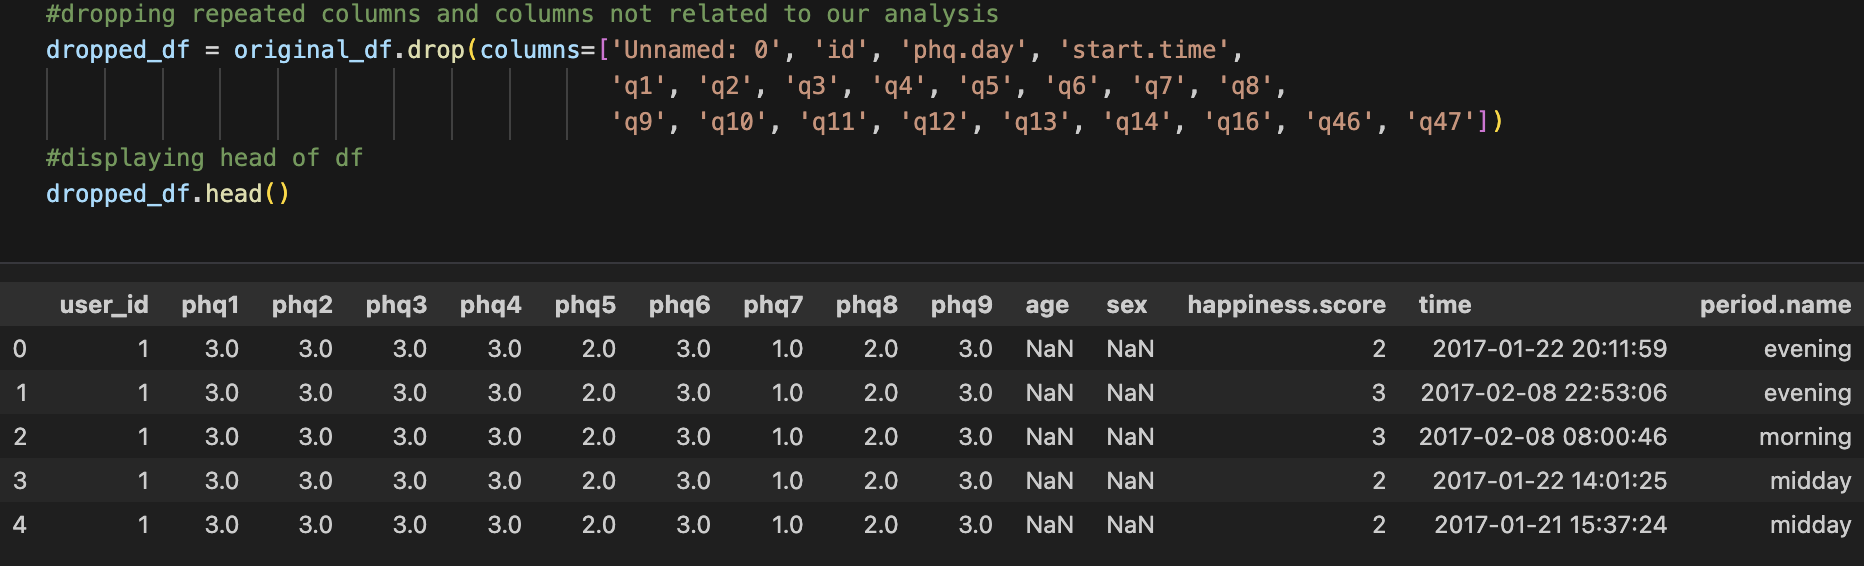 #dropping repeated columns and columns not related to our analysis
dropped_df = original_df.drop(columns=['Unnamed: 0', 'id', 'phq.day', 'start.time',
'q1', 'q2', 'q3', 'q4', 'q5', 'q6', 'q7', 'q8',
'q9', 'q10', 'q11', 'q12', 'q13', 'q14', 'q16', 'q46', 'q47'])
#displaying head of df
dropped_df.head()
user_id phq1 phq2 phq3 phq4 phq5 phq6 phq7 phq8 phq9 age sex happiness.score time period.name
0 1 3.0 3.0 3.0 3.0 2.0 3.0 1.0 2.0 3.0 NaN NaN 2 2017-01-22 20:11:59 evening
1 1 3.0 3.0 3.0 3.0 2.0 3.0 1.0 2.0 3.0 NaN NaN 3 2017-02-08 22:53:06 evening
2 1 3.0 3.0 3.0 3.0 2.0 3.0 1.0 2.0 3.0 NaN NaN 3 2017-02-08 08:00:46 morning
3 1 3.0 3.0 3.0 3.0 2.0 3.0 1.0 2.0 3.0 NaN NaN 2 2017-01-22 14:01:25 midday
4 1 3.0 3.0 3.0 3.0 2.0 3.0 1.0 2.0 3.0 NaN NaN 2 2017-01-21 15:37:24 midday